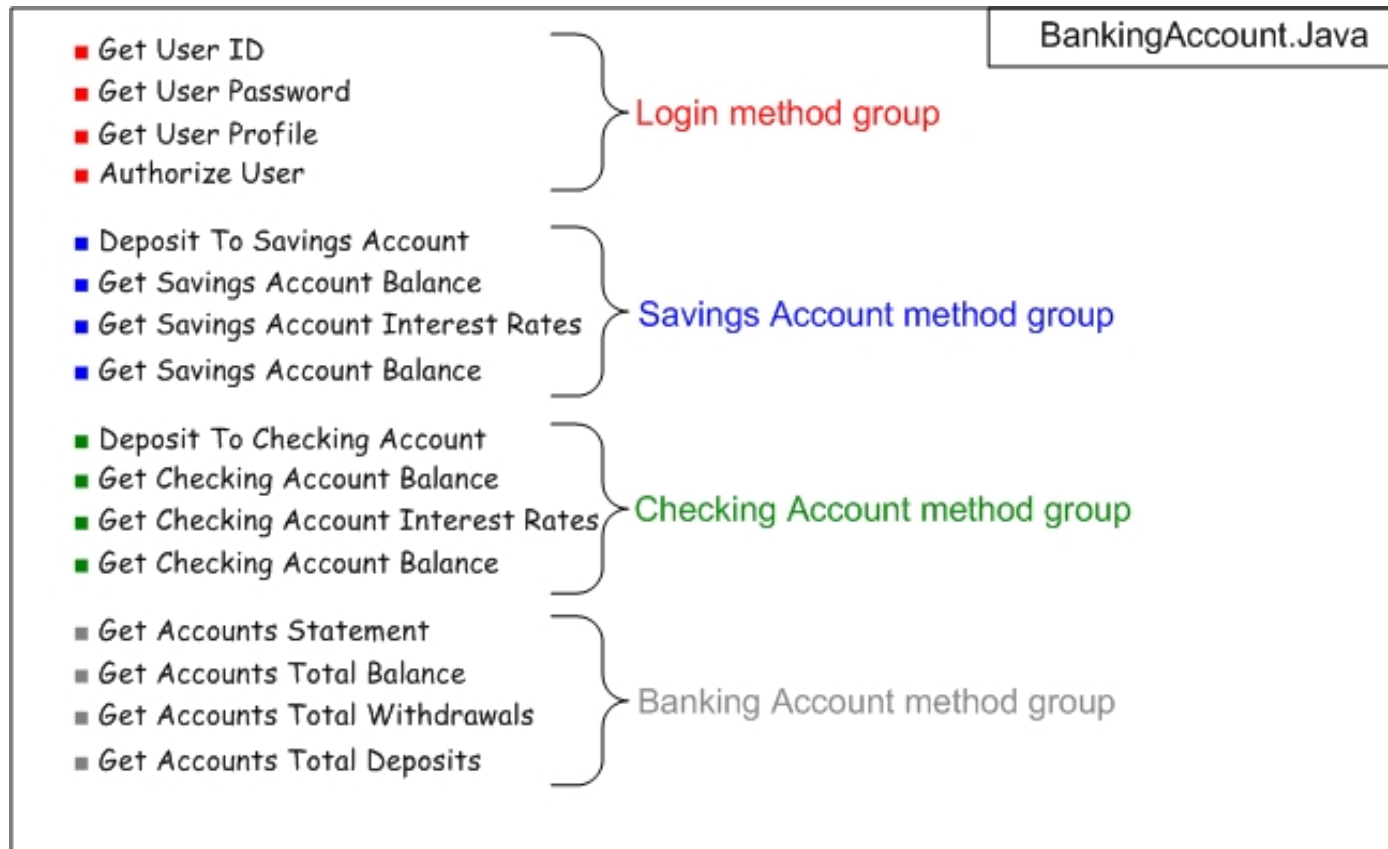 BankingAccount.Java
Get User ID
Get User Password
Get User Profile
Authorize User
Login method group
Deposit To Savings Account
Get Savings Account Balance
Get Savings Account Interest Rates
Get Savings Account Balance
Savings Account method group
Deposit To Checking Account
Get Checking Account Balance
Get Checking Account Interest Rates
Get Checking Account Balance
Checking Account method group
Get Accounts Statement
Get Accounts Total Balance
Get Accounts Total Withdrawals
Get Accounts Total Deposits
Banking Account method group